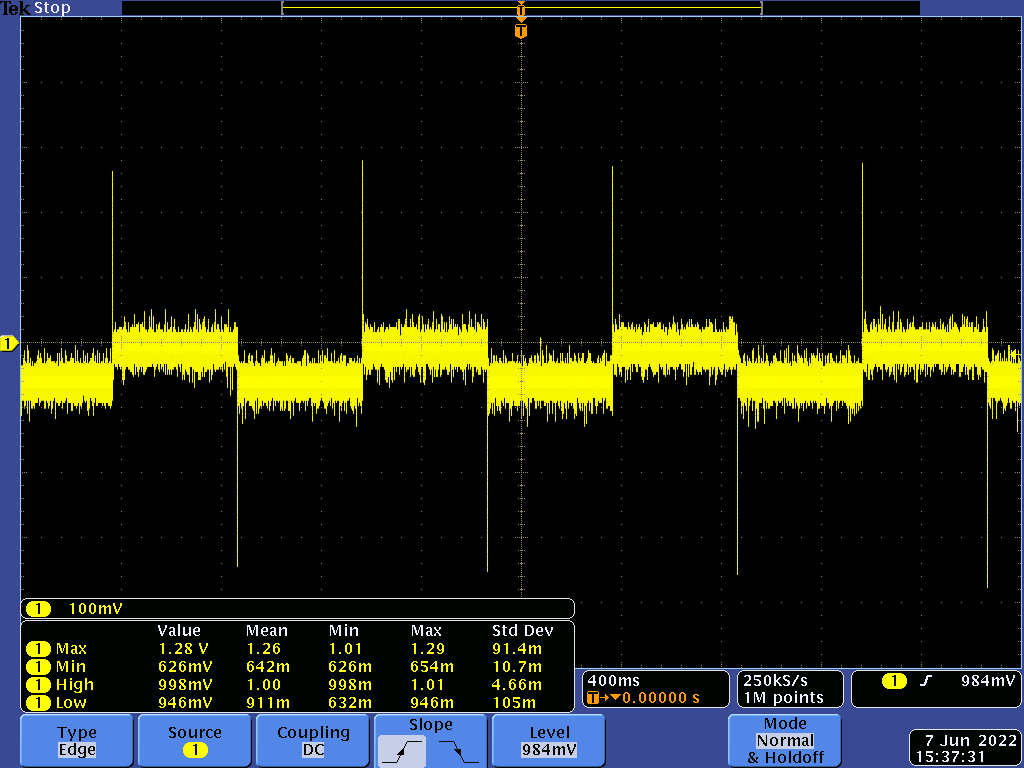 Tek Stop
T
T
1
1 100mV
Value Mean Min Max Std Dev
1 Max 1.28 V 1.26 1.01 1.29 91.4m
1 Min 626mV 642m 626m 654m 10.7m
1 High 998mV 1.00 998m 1.01 4.66m
1 Low 946mV 911m 632m 946m 105m
400ms
T→▼0.00000 s
250kS/s
1M points
1 984mV
Type
Edge
Source
1
Coupling
DC
Slope
Level
984mV
Mode
Normal
& Holdoff
7 Jun 2022
15:37:31